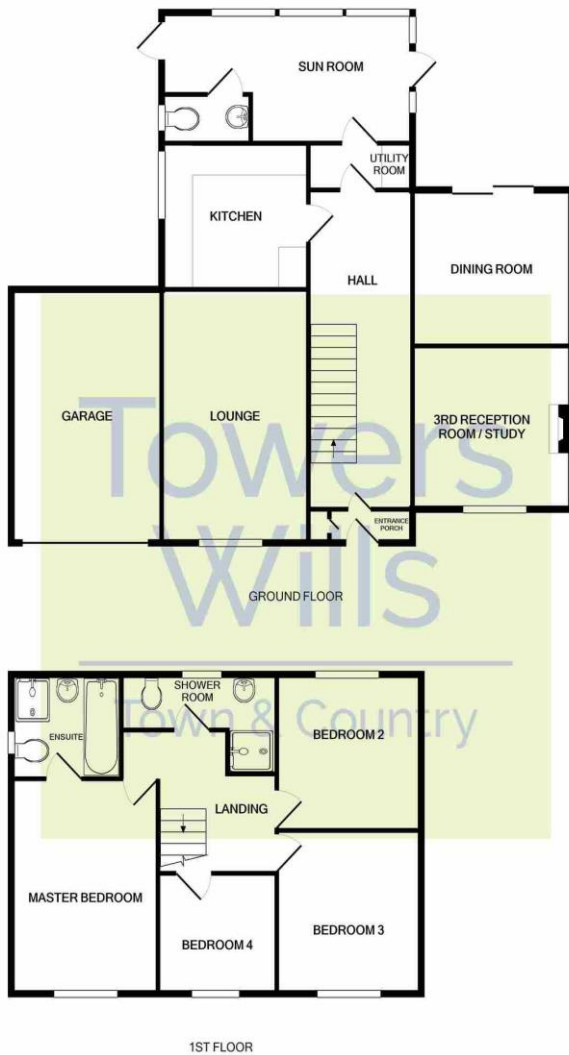 SUN ROOM
UTILITY
ROOM
KITCHEN
HALL
DINING ROOM
GARAGE
LOUNGE
3RD RECEPTION
ROOM / STUDY
ENTRANCE
PORCH
Towers
Wills
Town & Country
GROUND FLOOR
SHOWER
ROOM
ENSUITE
BEDROOM 2
LANDING
MASTER BEDROOM
BEDROOM 4
BEDROOM 3
1ST FLOOR